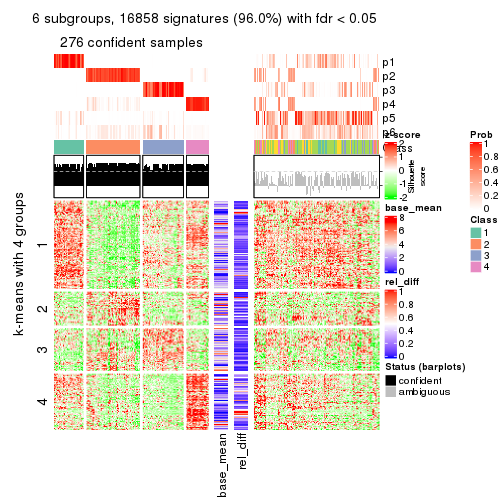 6 subgroups, 16858 signatures (96.0%) with fdr < 0.05
276 confident samples
p1
p2
p3
p4
p5
p6
z-score
2
1
0
-1
-2
Class
Silhouette
score
Prob
1
0.8
0.6
0.4
0.2
0
Class
1
2
3
4
base_mean
8
6
4
2
0
rel_diff
1
0.8
0.6
0.4
0.2
0
Status (barplots)
confident
ambiguous
k-means with 4 groups
1
2
3
4
base_mean
rel_diff